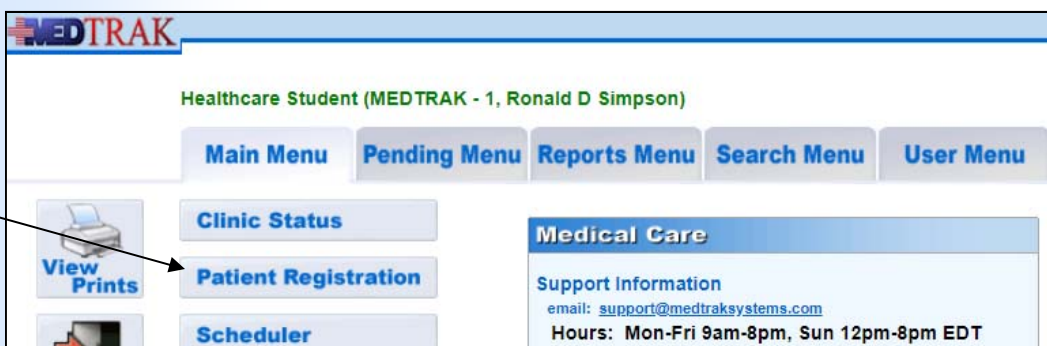 MEDTRAK
Healthcare Student (MEDTRAK - 1, Ronald D Simpson)
Main Menu Pending Menu Reports Menu Search Menu User Menu
View Prints
Clinic Status
Patient Registration
Scheduler
Medical Care
Support Information
email: support@medtraksystems.com
Hours: Mon-Fri 9am-8pm, Sun 12pm-8pm EDT